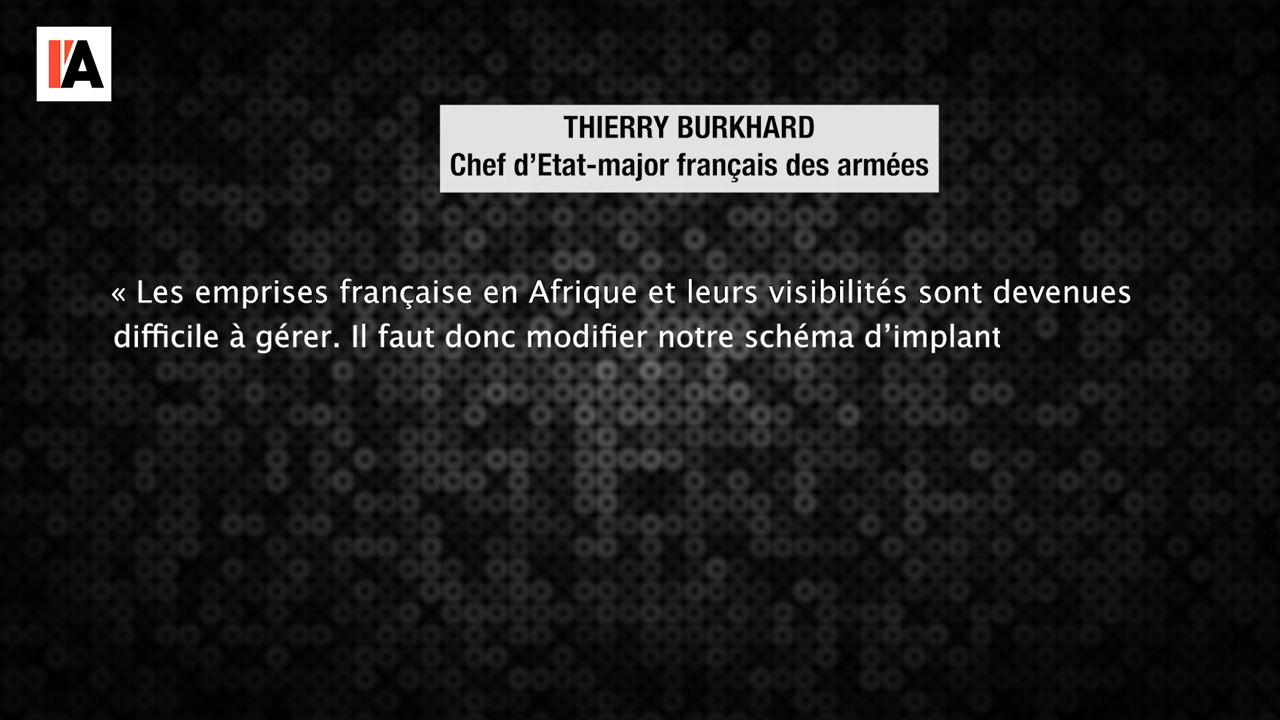 I'A
THIERRY BURKHARD
Chef d'Etat-major français des armées
« Les emprises française en Afrique et leurs visibilités sont devenues
difficile à gérer. Il faut donc modifier notre schéma d’implant